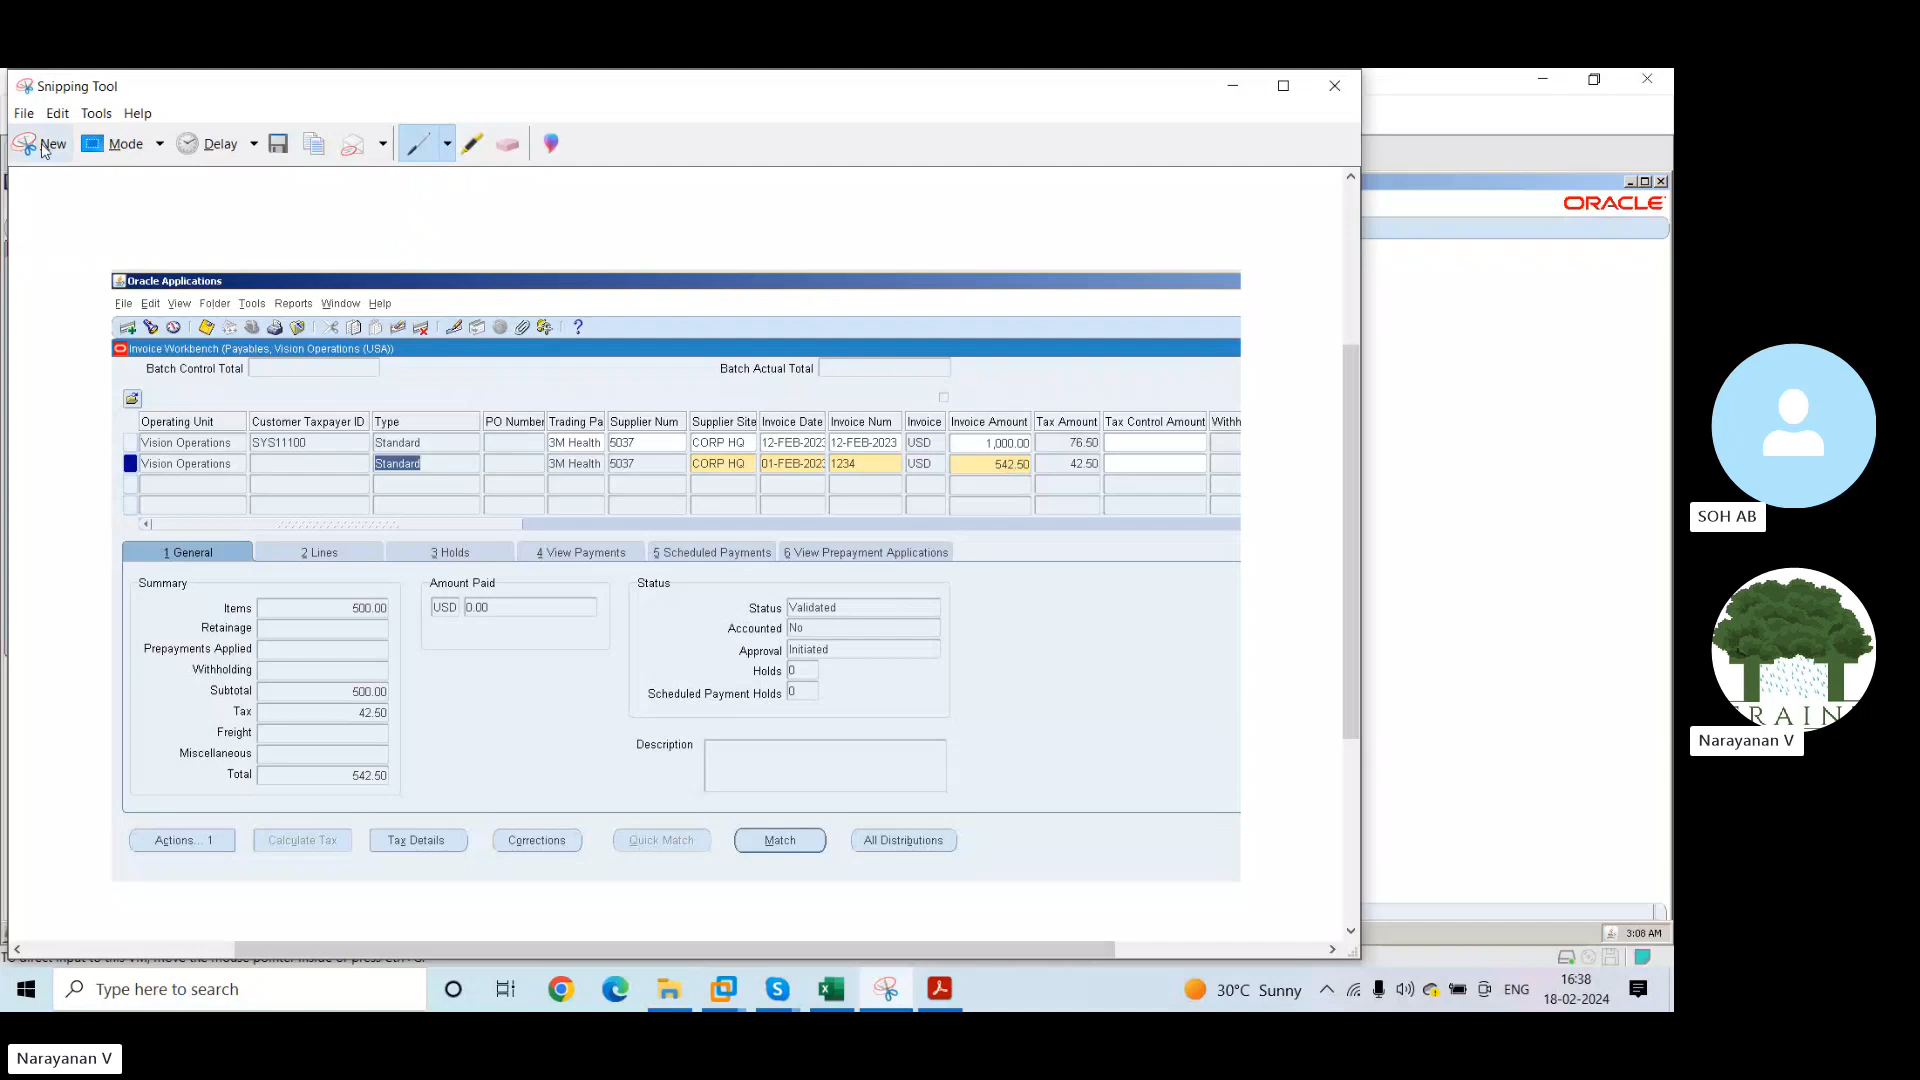 Snipping Tool
File Edit Tools Help
New Mode Delay
ORACLE
Oracle Applications
File Edit View Folder Tools Reports Window Help
Invoice Workbench (Payables, Vision Operations (USA))
Batch Control Total Batch Actual Total
Operating Unit Customer Taxpayer ID Type PO Number Trading Pa Supplier Num Supplier Site Invoice Date Invoice Num Invoice Invoice Amount Tax Amount Tax Control Amount Withh
Vision Operations SYS11100 Standard 3M Health 5037 CORP HQ 12-FEB-2023 12-FEB-2023 USD 1,000.00 76.50
Vision Operations Standard 3M Health 5037 CORP HQ 01-FEB-2023 1234 USD 542.50 42.50
1 General 2 Lines 3 Holds 4 View Payments 5 Scheduled Payments 6 View Prepayment Applications
Summary Amount Paid Status
Items 500.00 USD 0.00 Status Validated
Retainage Accounted No
Prepayments Applied Approval Initiated
Withholding Holds 0
Subtotal 500.00 Scheduled Payment Holds 0
Tax 42.50
Freight Description
Miscellaneous
Total 542.50
Actions... 1 Calculate Tax Tax Details Corrections Quick Match Match All Distributions
3:08 AM
Type here to search
30°C Sunny ENG 16:38
18-02-2024
SOH AB
RAIN
Narayanan V
Narayanan V